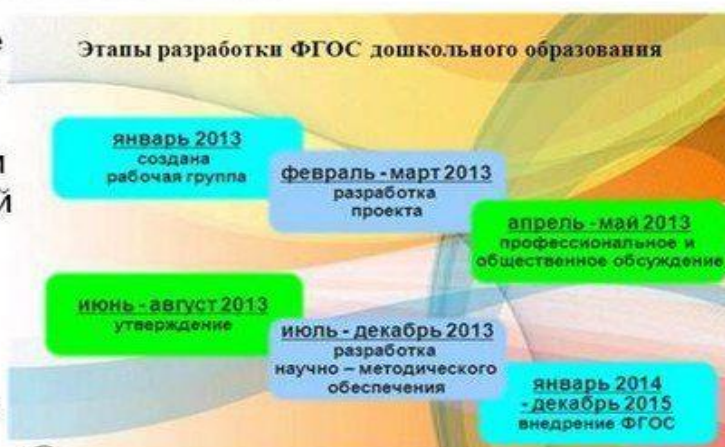 Этапы разработки ФГОС дошкольного образования
январь 2013
создана
рабочая группа
февраль - март 2013
разработка
проекта
апрель -май 2013
профессиональное и
общественное обсуждение
июнь - август 2013
утверждение
июль - декабрь 2013
разработка
научно – методического
обеспечения
январь 2014
- декабрь 2015
внедрение ФГОС